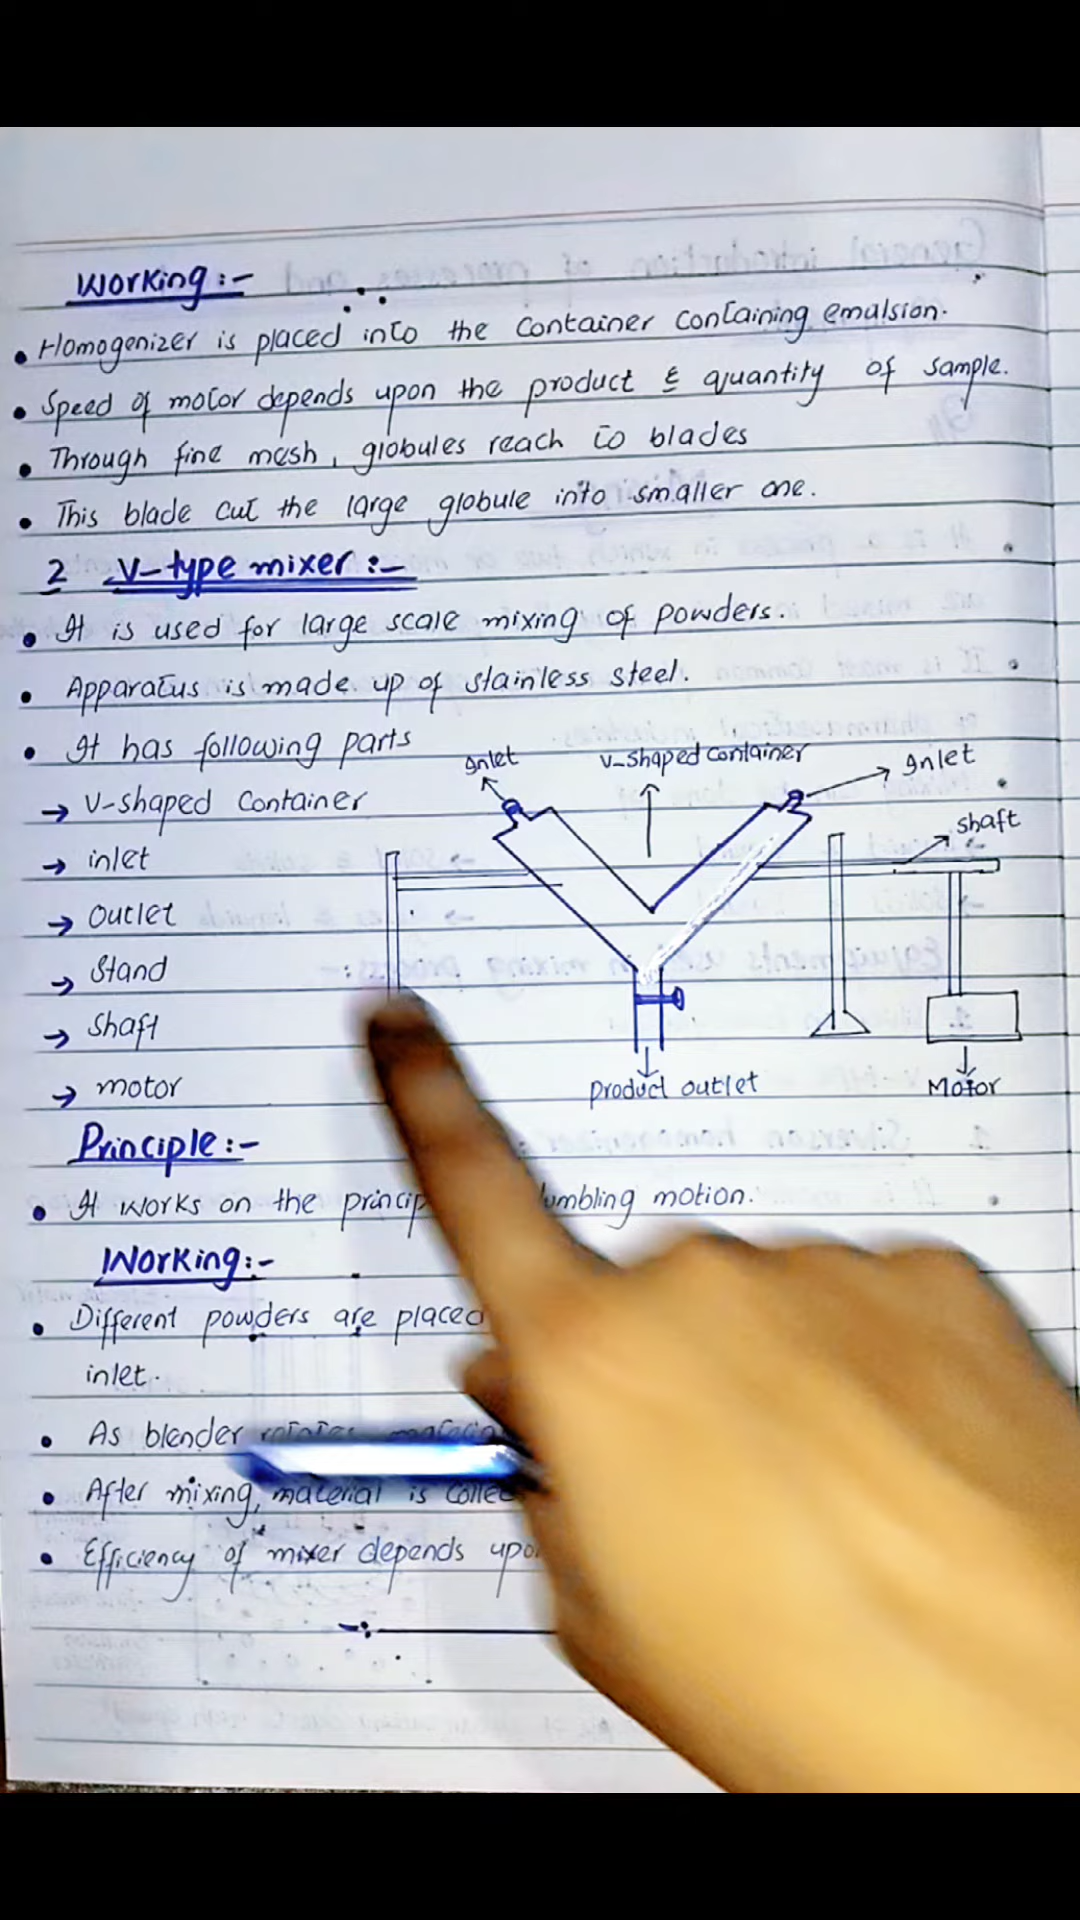 Working :-
• Homogenizer is placed into the container containing emulsion.
• Speed of motor depends upon the product & quantity of sample.
• Through fine mesh, globules reach to blades
• This blade cut the large globule into smaller one.
2 V-type mixer :-
• It is used for large scale mixing of powders.
• Apparatus is made up of stainless steel.
• It has following parts
→ V-shaped container
→ inlet
→ outlet
→ Stand
→ shaft
→ motor
Inlet
V-shaped container
Inlet
shaft
Product outlet
Motor
Principle :-
• It works on the motion.
Working :-
• Different powders are placed
inlet.
• As blender
• After mixing, material is
• Efficiency of mixer depends